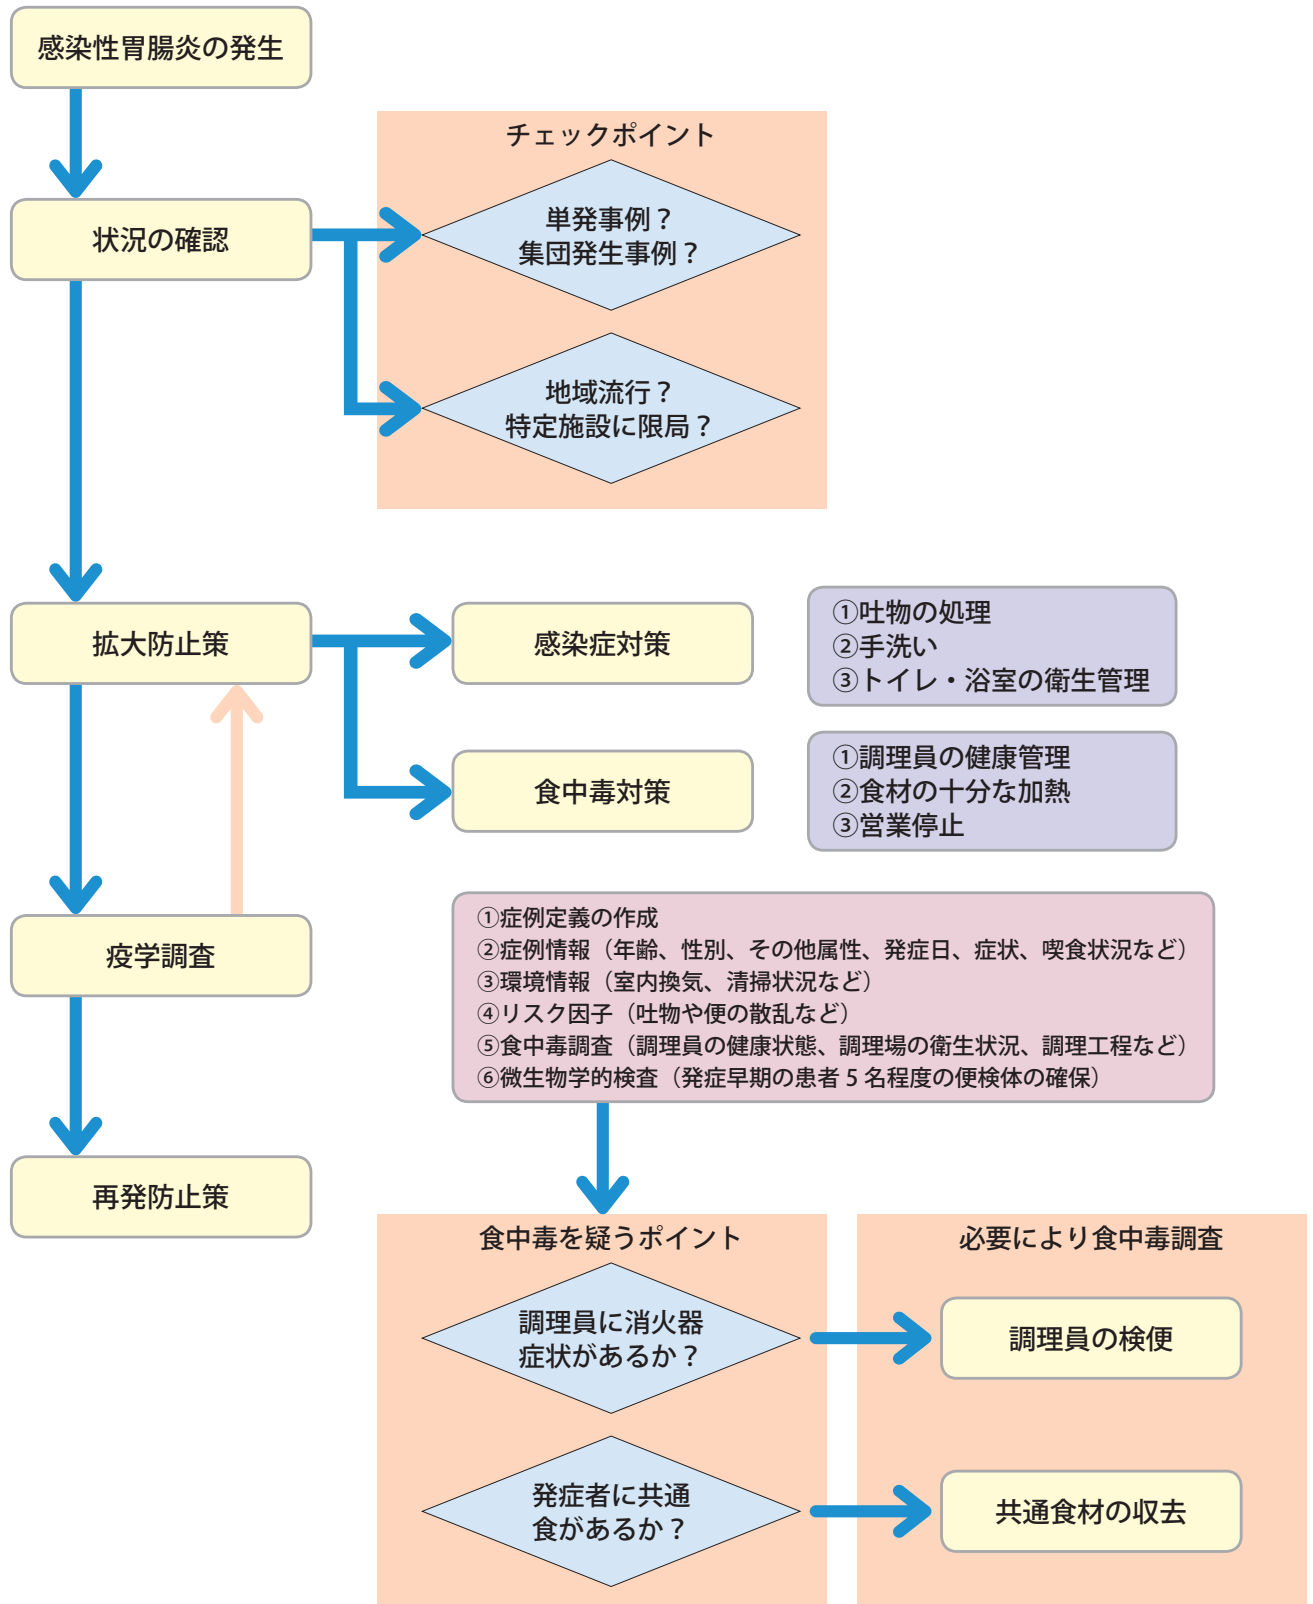 感染性胃腸炎の発生
チェックポイント
単発事例？
集団発生事例？
状況の確認
地域流行？
特定施設に限局？
拡大防止策
感染症対策
①吐物の処理
②手洗い
③トイレ・浴室の衛生管理
食中毒対策
①調理員の健康管理
②食材の十分な加熱
③営業停止
疫学調査
①症例定義の作成
②症例情報（年齢、性別、その他属性、発症日、症状、喫食状況など）
③環境情報（室内換気、清掃状況など）
④リスク因子（吐物や便の散乱など）
⑤食中毒調査（調理員の健康状態、調理場の衛生状況、調理工程など）
⑥微生物学的検査（発症早期の患者 5 名程度の便検体の確保）
再発防止策
食中毒を疑うポイント
調理員に消火器
症状があるか？
発症者に共通
食があるか？
必要により食中毒調査
調理員の検便
共通食材の収去